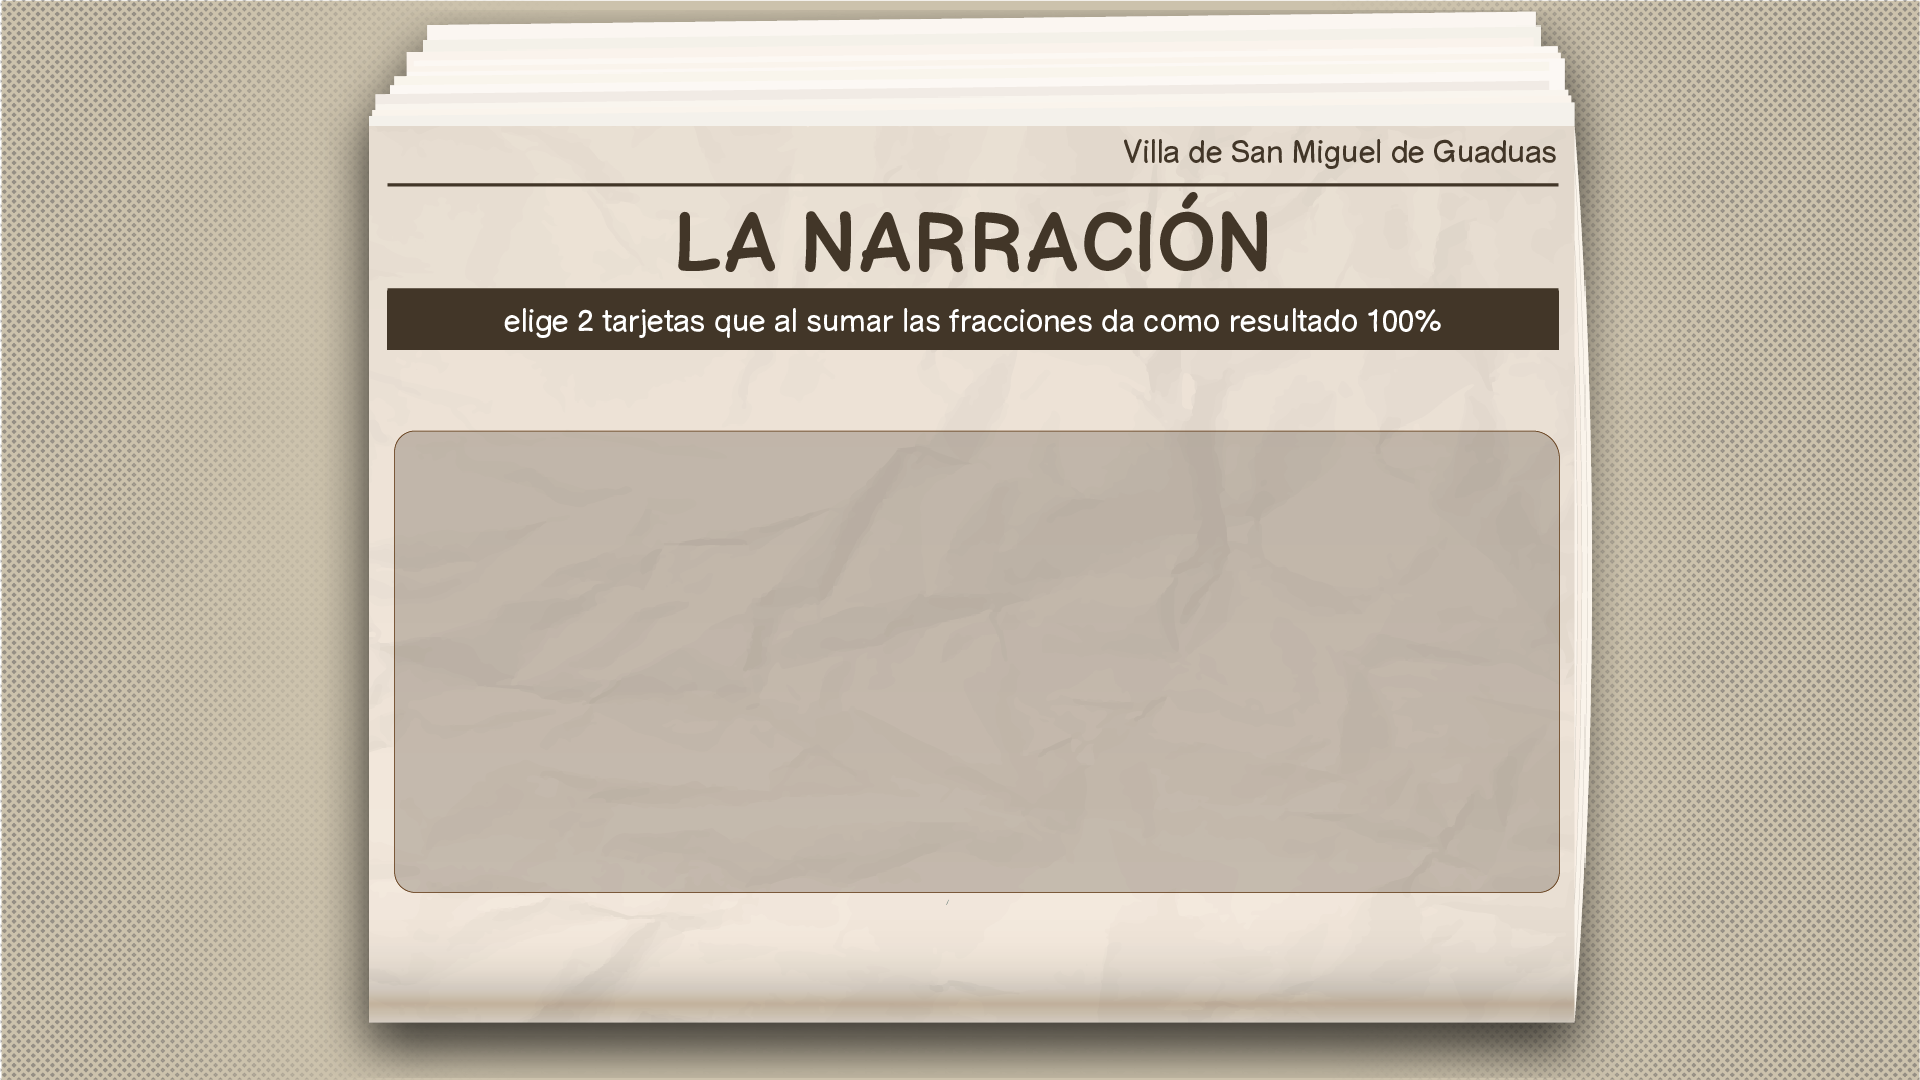 Villa de San Miguel de Guaduas
LA NARRACIÓN
elige 2 tarjetas que al sumar las fracciones da como resultado 100%